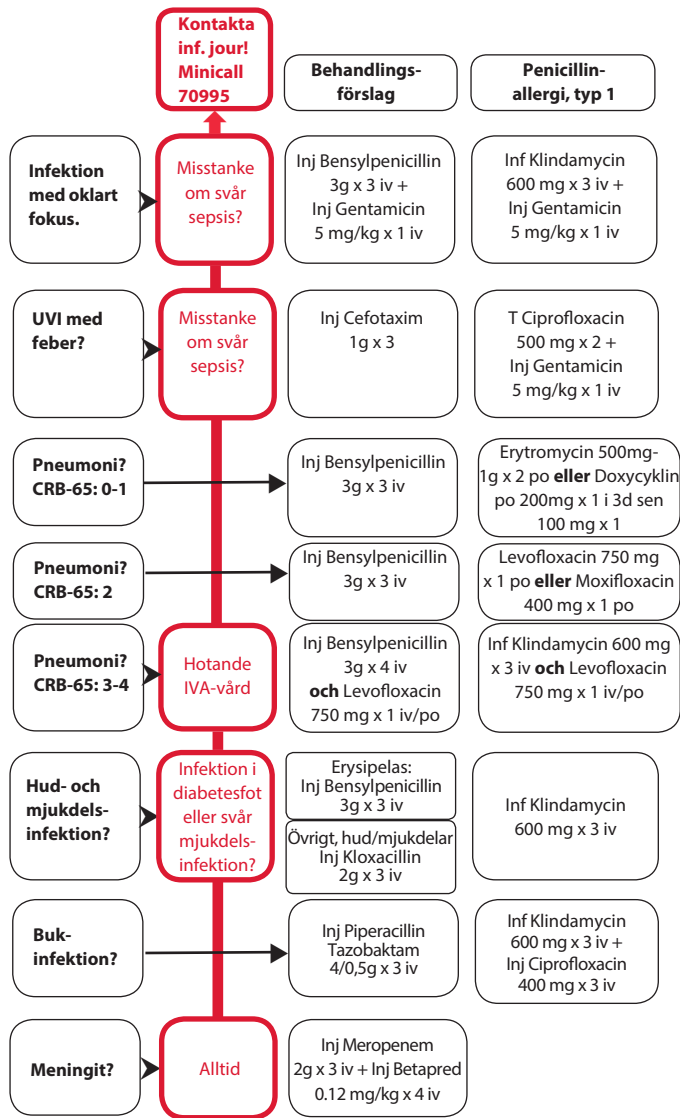 Kontakta
inf. jour!
Minicall
70995
Behandlings-
förslag
Penicillin-
allergi, typ 1
Infektion
med oklart
fokus.
Misstanke
om svår
sepsis?
Inj Bensylpenicillin
3g x 3 iv +
Inj Gentamicin
5 mg/kg x 1 iv
Inf Klindamycin
600 mg x 3 iv +
Inj Gentamicin
5 mg/kg x 1 iv
UVI med
feber?
Misstanke
om svår
sepsis?
Inj Cefotaxim
1g x 3
T Ciprofloxacin
500 mg x 2 +
Inj Gentamicin
5 mg/kg x 1 iv
Pneumoni?
CRB-65: 0-1
Inj Bensylpenicillin
3g x 3 iv
Erytromycin 500mg-
1g x 2 po eller Doxycyklin
po 200mg x 1 i 3d sen
100 mg x 1
Pneumoni?
CRB-65: 2
Inj Bensylpenicillin
3g x 3 iv
Levofloxacin 750 mg
x 1 po eller Moxifloxacin
400 mg x 1 po
Pneumoni?
CRB-65: 3-4
Hotande
IVA-vård
Inj Bensylpenicillin
3g x 4 iv
och Levofloxacin
750 mg x 1 iv/po
Inf Klindamycin 600 mg
x 3 iv och Levofloxacin
750 mg x 1 iv/po
Hud- och
mjukdels-
infektion?
Infektion i
diabetesfot
eller svår
mjukdels-
infektion?
Erysipelas:
Inj Bensylpenicillin
3g x 3 iv
Övrigt, hud/mjukdelar
Inj Kloxacillin
2g x 3 iv
Inf Klindamycin
600 mg x 3 iv
Buk-
infektion?
Inj Piperacillin
Tazobaktam
4/0,5g x 3 iv
Inf Klindamycin
600 mg x 3 iv +
Inj Ciprofloxacin
400 mg x 3 iv
Meningit?
Alltid
Inj Meropenem
2g x 3 iv + Inj Betapred
0.12 mg/kg x 4 iv